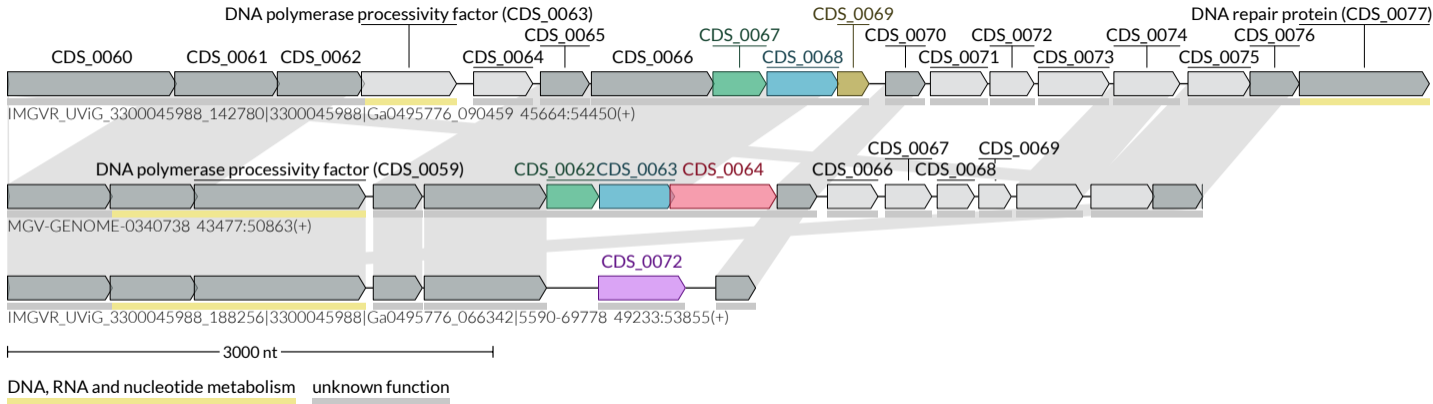 DNA polymerase processivity factor (CDS_0063) CDS_0069 DNA repair protein (CDS_0077)
CDS_0065 CDS_0067 CDS_0070 CDS_0072 CDS_0074 CDS_0076
CDS_0060 CDS_0061 CDS_0062 CDS_0064 CDS_0066 CDS_0068 CDS_0071 CDS_0073 CDS_0075
IMGVR_UViG_3300045988_142780|3300045988|Ga0495776_090459 45664:54450(+)
CDS_0067 CDS_0069
DNA polymerase processivity factor (CDS_0059) CDS_0062 CDS_0063 CDS_0064 CDS_0066 CDS_0068
MGV-GENOME-0340738 43477:50863(+)
CDS_0072
IMGVR_UViG_3300045988_188256|3300045988|Ga0495776_066342|5590-69778 49233:53855(+)
3000 nt
DNA, RNA and nucleotide metabolism unknown function